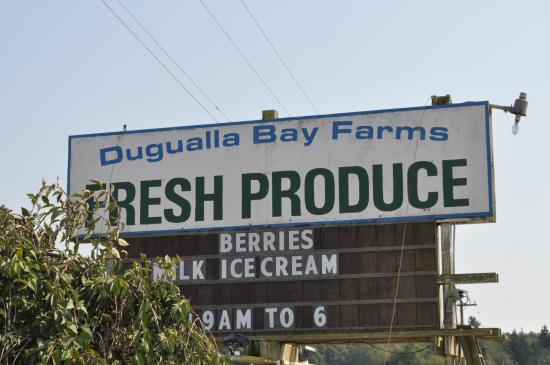 Dugualla Bay Farms
FRESH PRODUCE
BERRIES
MILK ICE CREAM
9AM TO 6